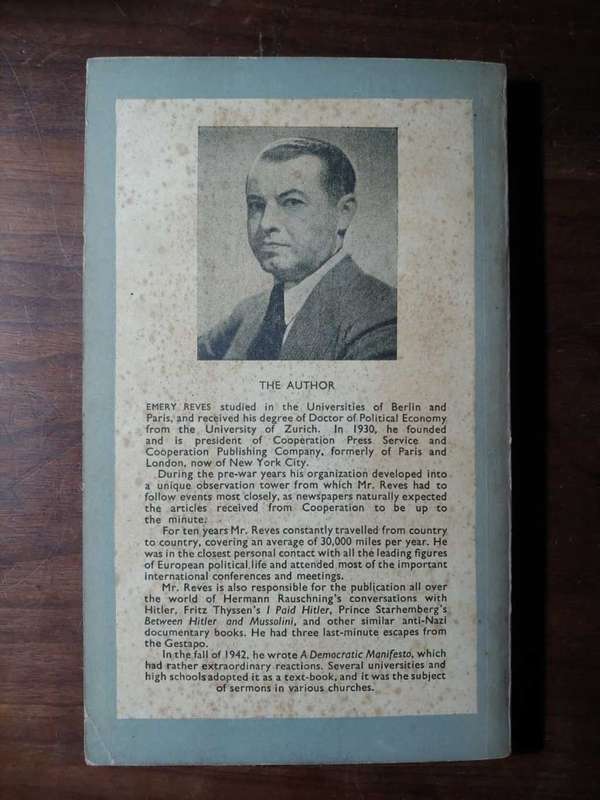 THE AUTHOR
EMERY REVES studied in the Universities of Berlin and
Paris, and received his degree of Doctor of Political Economy
from the University of Zurich. In 1930, he founded
and is president of Cooperation Press Service and
Cooperation Publishing Company, formerly of Paris and
London, now of New York City.
During the pre-war years his organization developed into
a unique observation tower from which Mr. Reves had to
follow events most closely, as newspapers naturally expected
the articles received from Cooperation to be up to
the minute.
For ten years Mr. Reves constantly travelled from country
to country, covering an average of 30,000 miles per year. He
was in the closest personal contact with all the leading figures
of European political life and attended most of the important
international conferences and meetings.
Mr. Reves is also responsible for the publication all over
the world of Hermann Rauschning's conversations with
Hitler, Fritz Thyssen's I Paid Hitler, Prince Starhemberg's
Between Hitler and Mussolini, and other similar anti-Nazi
documentary books. He had three last-minute escapes from
the Gestapo.
In the fall of 1942, he wrote A Democratic Manifesto, which
had rather extraordinary reactions. Several universities and
high schools adopted it as a text-book, and it was the subject
of sermons in various churches.